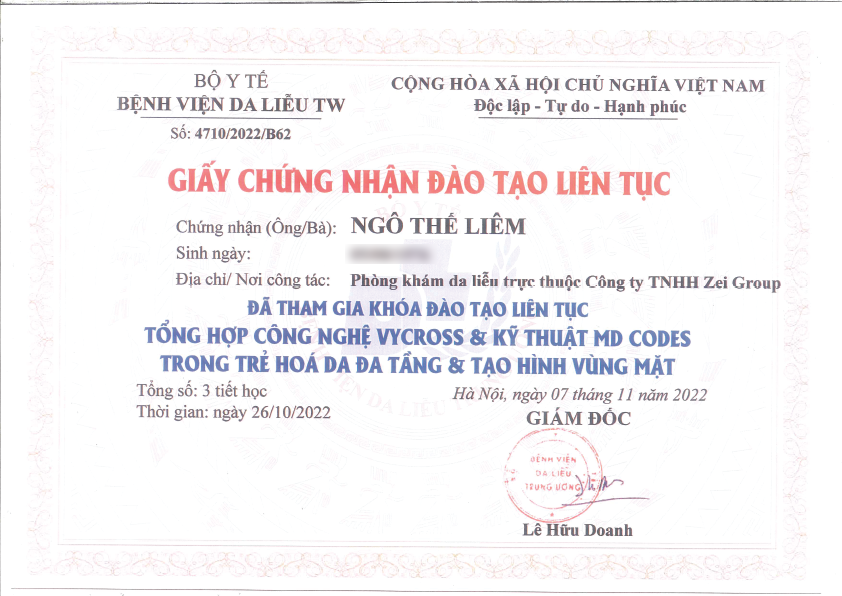 BỘ Y TẾ
BỆNH VIỆN DA LIỄU TW
Số: 4710/2022/B62
CỘNG HÒA XÃ HỘI CHỦ NGHĨA VIỆT NAM
Độc lập - Tự do - Hạnh phúc
GIẤY CHỨNG NHẬN ĐÀO TẠO LIÊN TỤC
Chứng nhận (Ông/Bà): NGÔ THẾ LIÊM
Sinh ngày:
Địa chỉ/ Nơi công tác: Phòng khám da liễu trực thuộc Công ty TNHH Zei Group
ĐÃ THAM GIA KHÓA ĐÀO TẠO LIÊN TỤC
TỔNG HỢP CÔNG NGHỆ VYCROSS & KỸ THUẬT MD CODES
TRONG TRẺ HOÁ DA ĐA TẦNG & TẠO HÌNH VÙNG MẶT
Tổng số: 3 tiết học
Thời gian: ngày 26/10/2022
Hà Nội, ngày 07 tháng 11 năm 2022
GIÁM ĐỐC
BỆNH VIỆN
DA LIỄU
TRUNG ƯƠNG
Lê Hữu Doanh